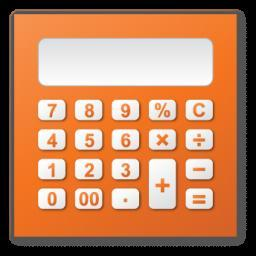 7 8 9 % C
4 5 6 × ÷
1 2 3 + −
0 00 . =